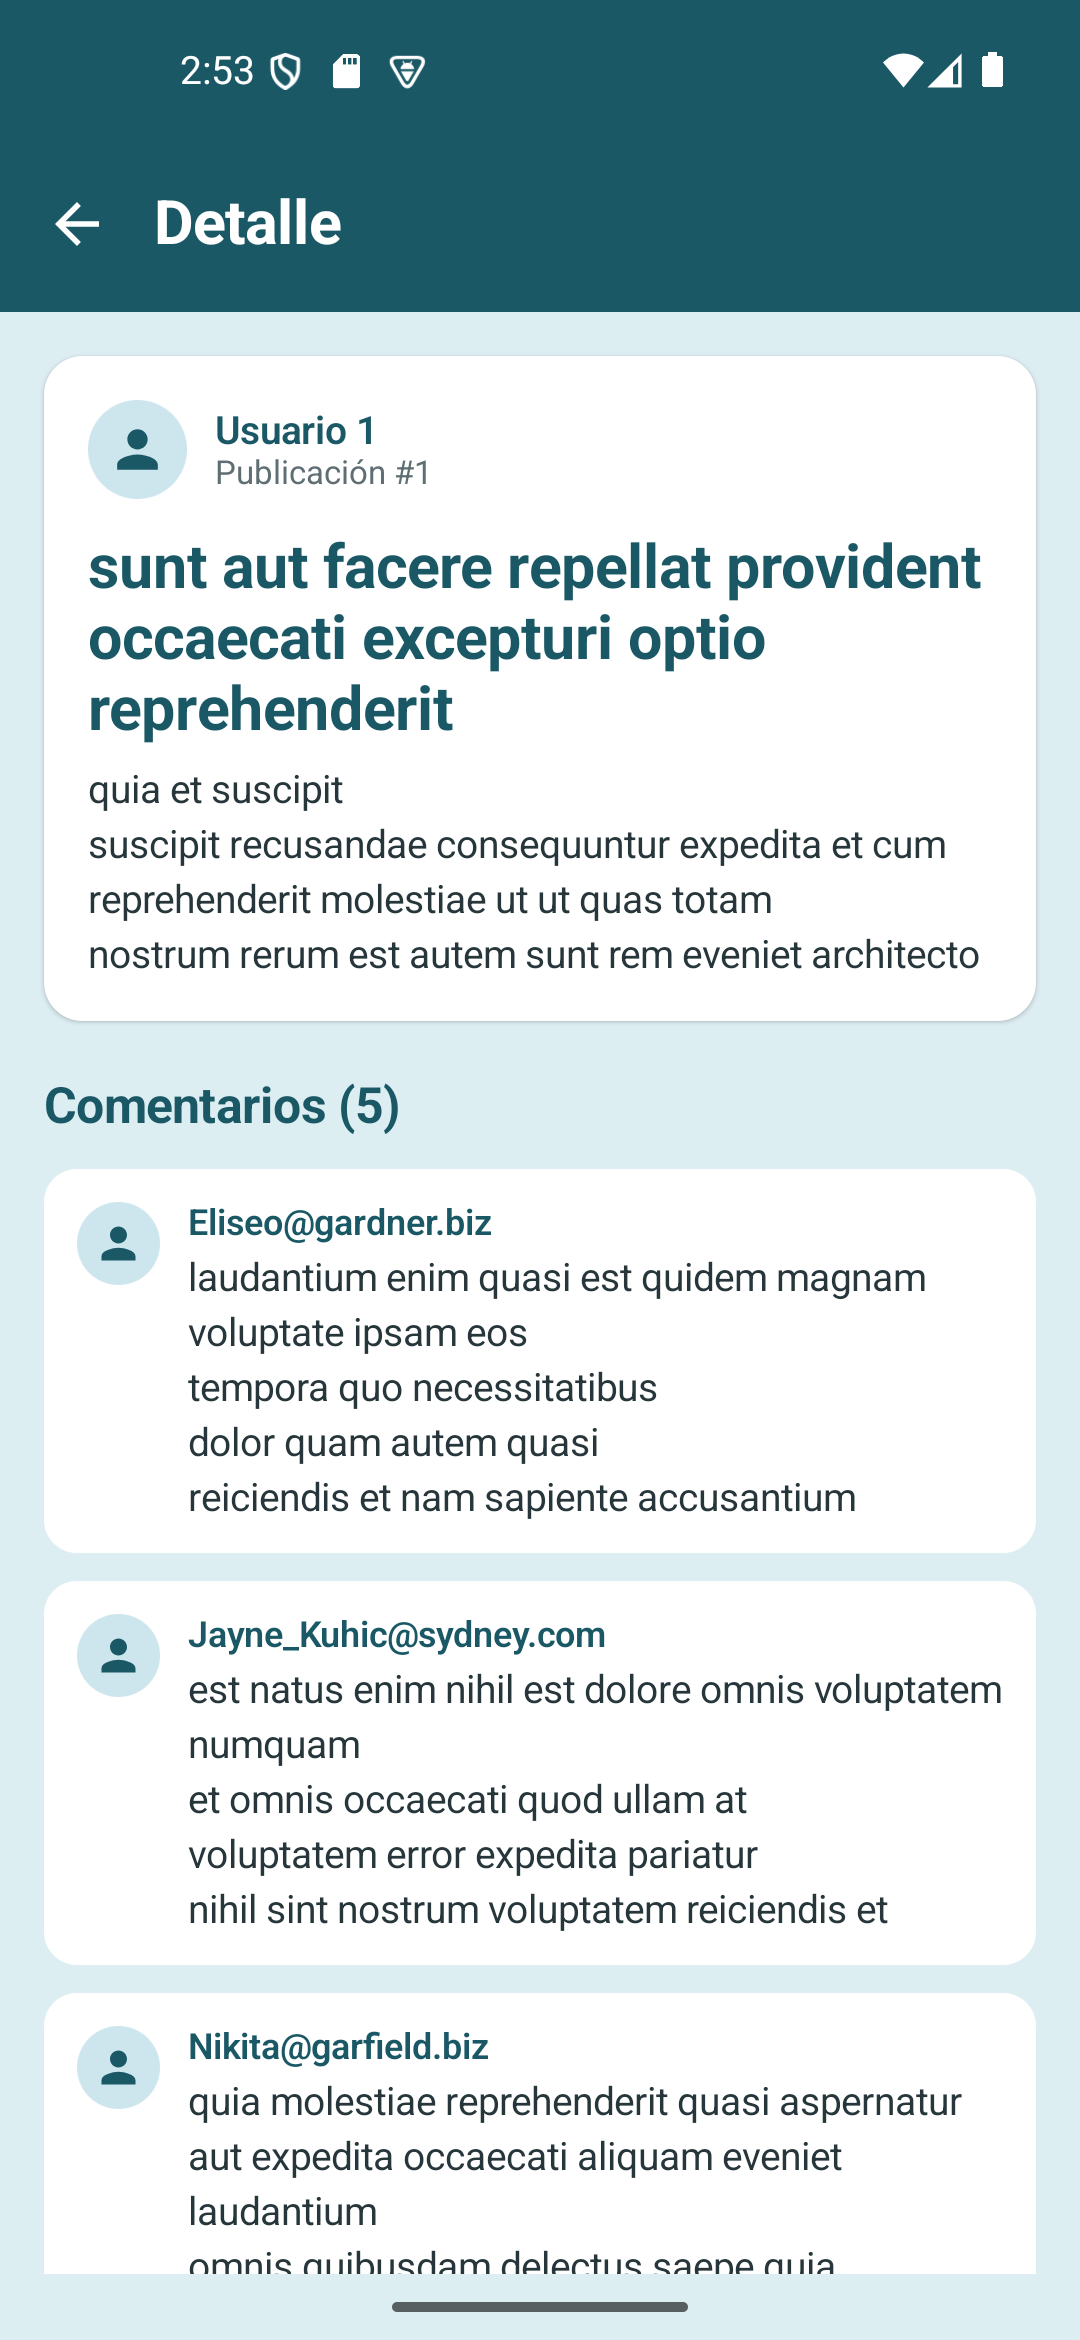 2:53
Detalle
Usuario 1
Publicación #1
sunt aut facere repellat provident
occaecati excepturi optio
reprehenderit
quia et suscipit
suscipit recusandae consequuntur expedita et cum
reprehenderit molestiae ut ut quas totam
nostrum rerum est autem sunt rem eveniet architecto
Comentarios (5)
Eliseo@gardner.biz
laudantium enim quasi est quidem magnam
voluptate ipsam eos
tempora quo necessitatibus
dolor quam autem quasi
reiciendis et nam sapiente accusantium
Jayne_Kuhic@sydney.com
est natus enim nihil est dolore omnis voluptatem
numquam
et omnis occaecati quod ullam at
voluptatem error expedita pariatur
nihil sint nostrum voluptatem reiciendis et
Nikita@garfield.biz
quia molestiae reprehenderit quasi aspernatur
aut expedita occaecati aliquam eveniet
laudantium
omnis quibusdam delectus saepe quia